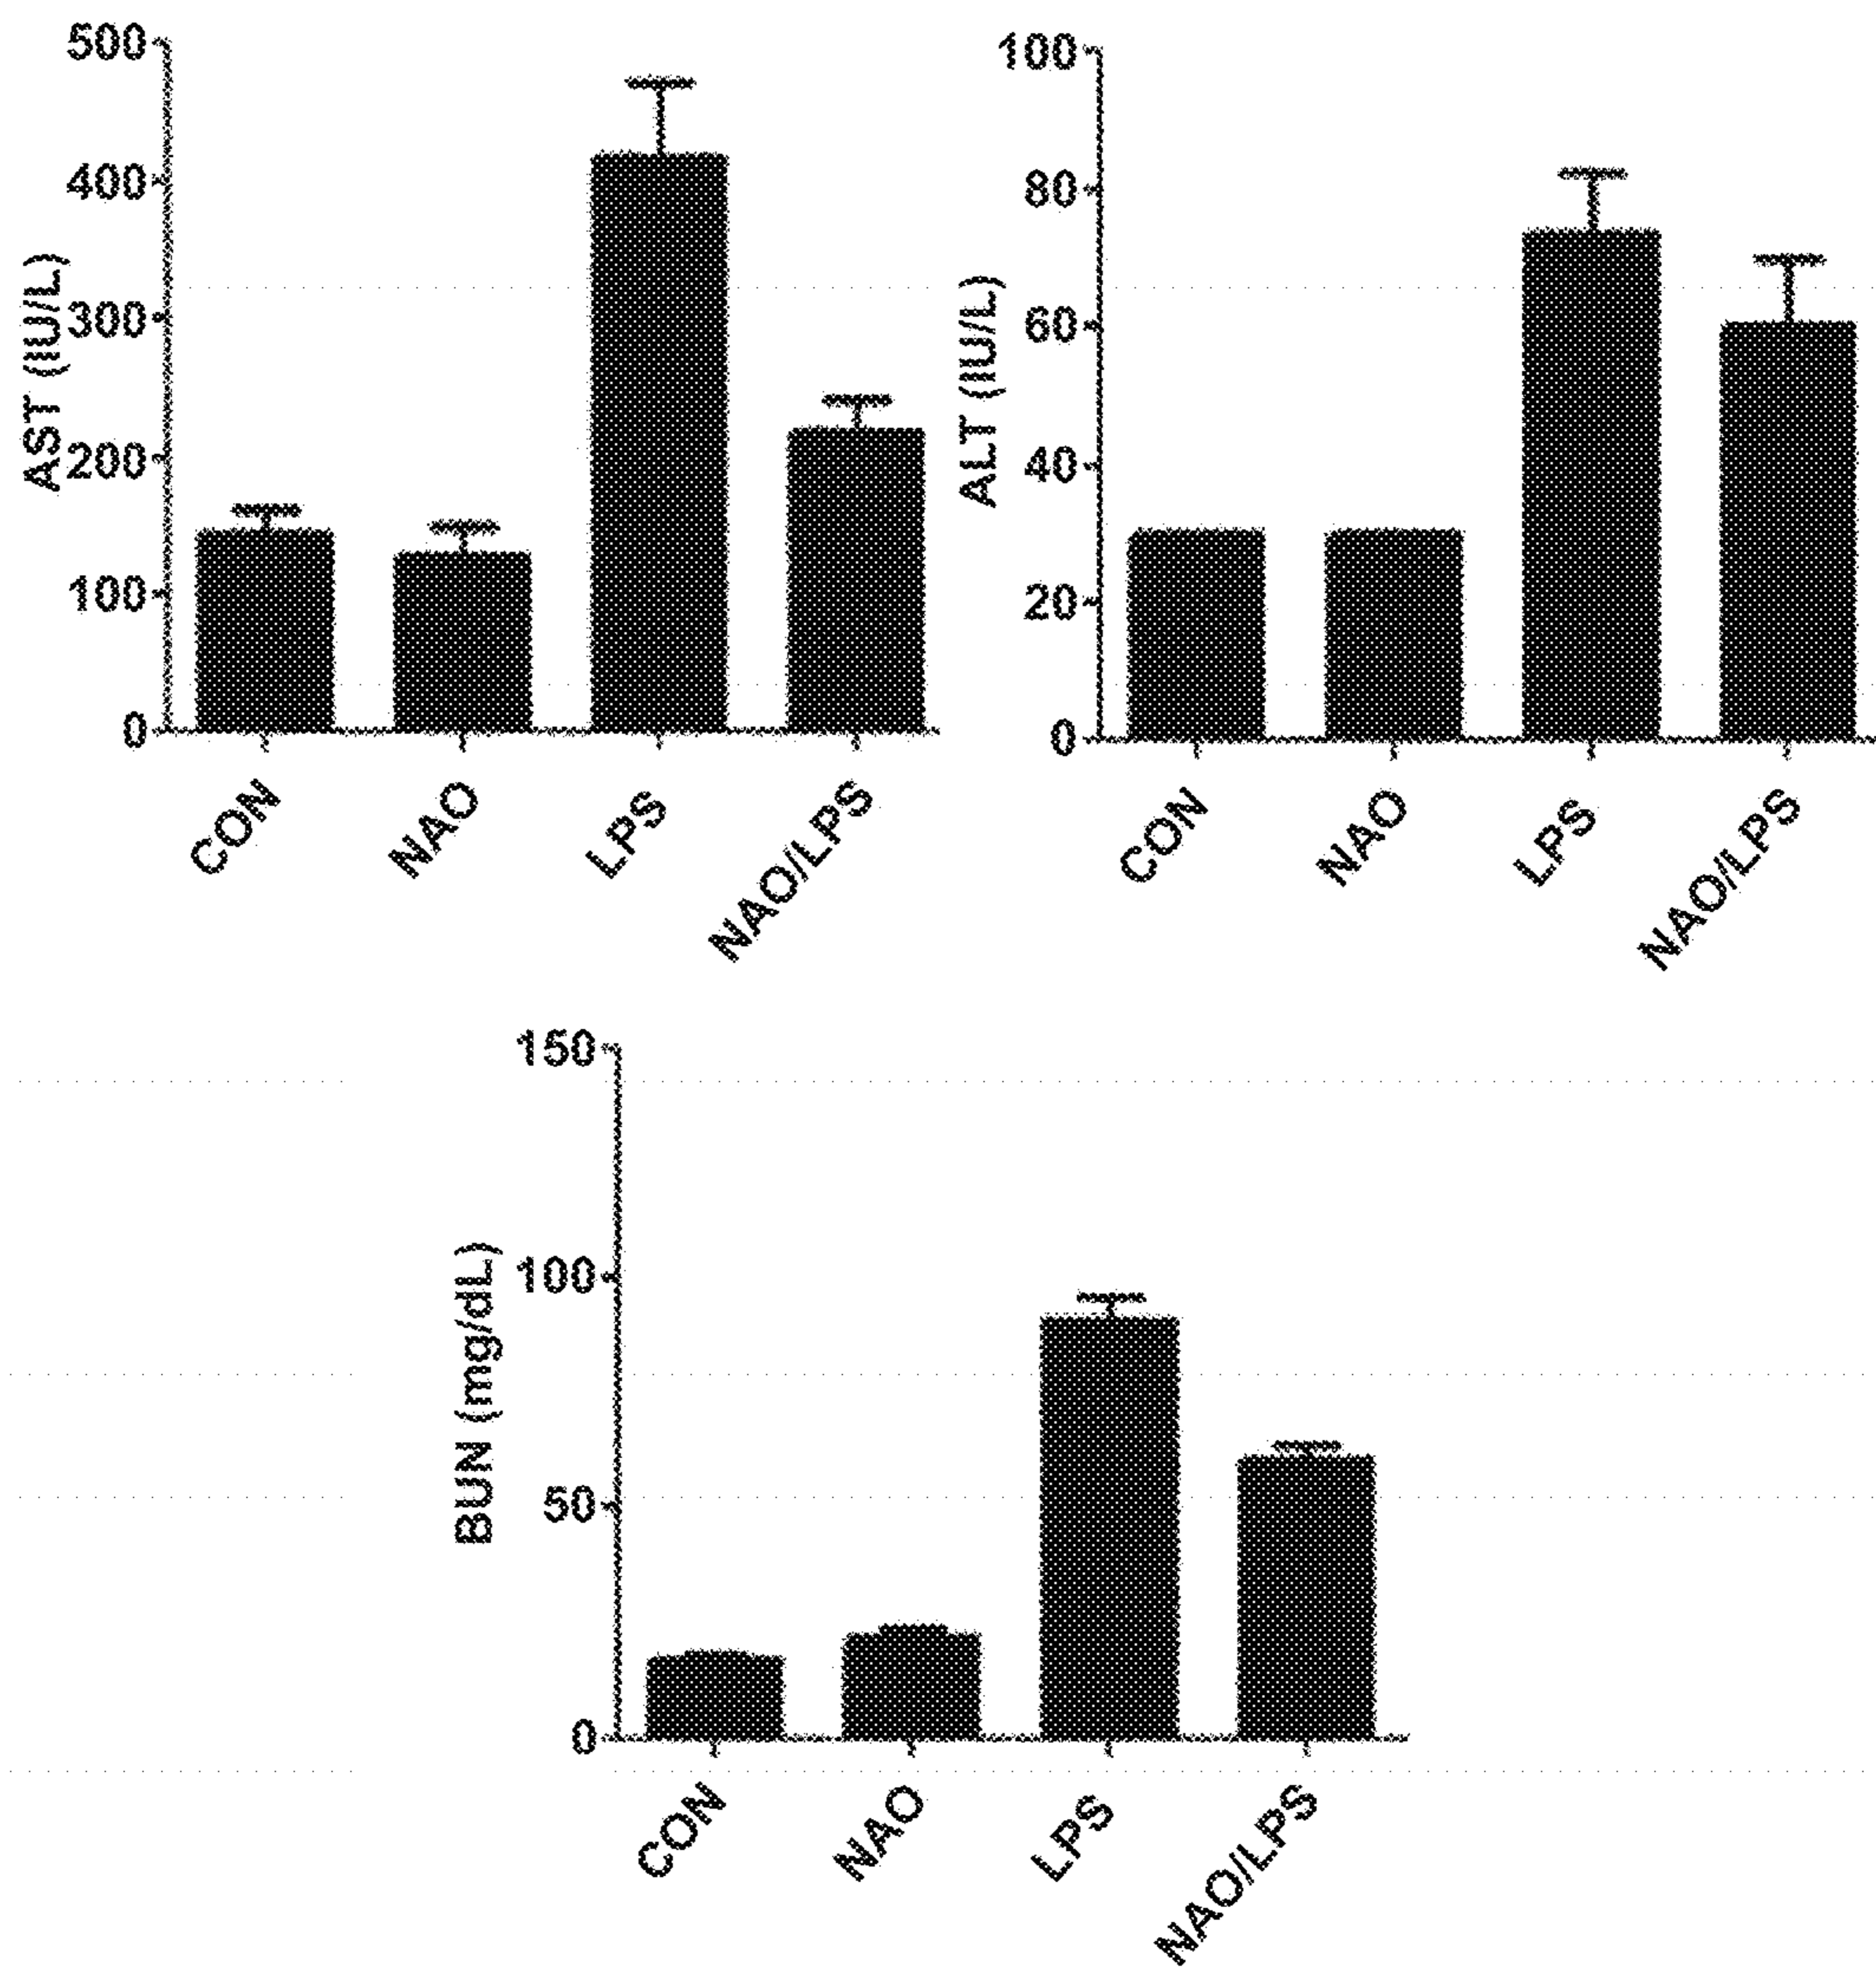 AST (IU/L)
500
400
300
200
100
0
CON
NAO
LPS
NAO/LPS
ALT (IU/L)
100
80
60
40
20
0
CON
NAO
LPS
NAO/LPS
BUN (mg/dL)
150
100
50
0
CON
NAO
LPS
NAO/LPS